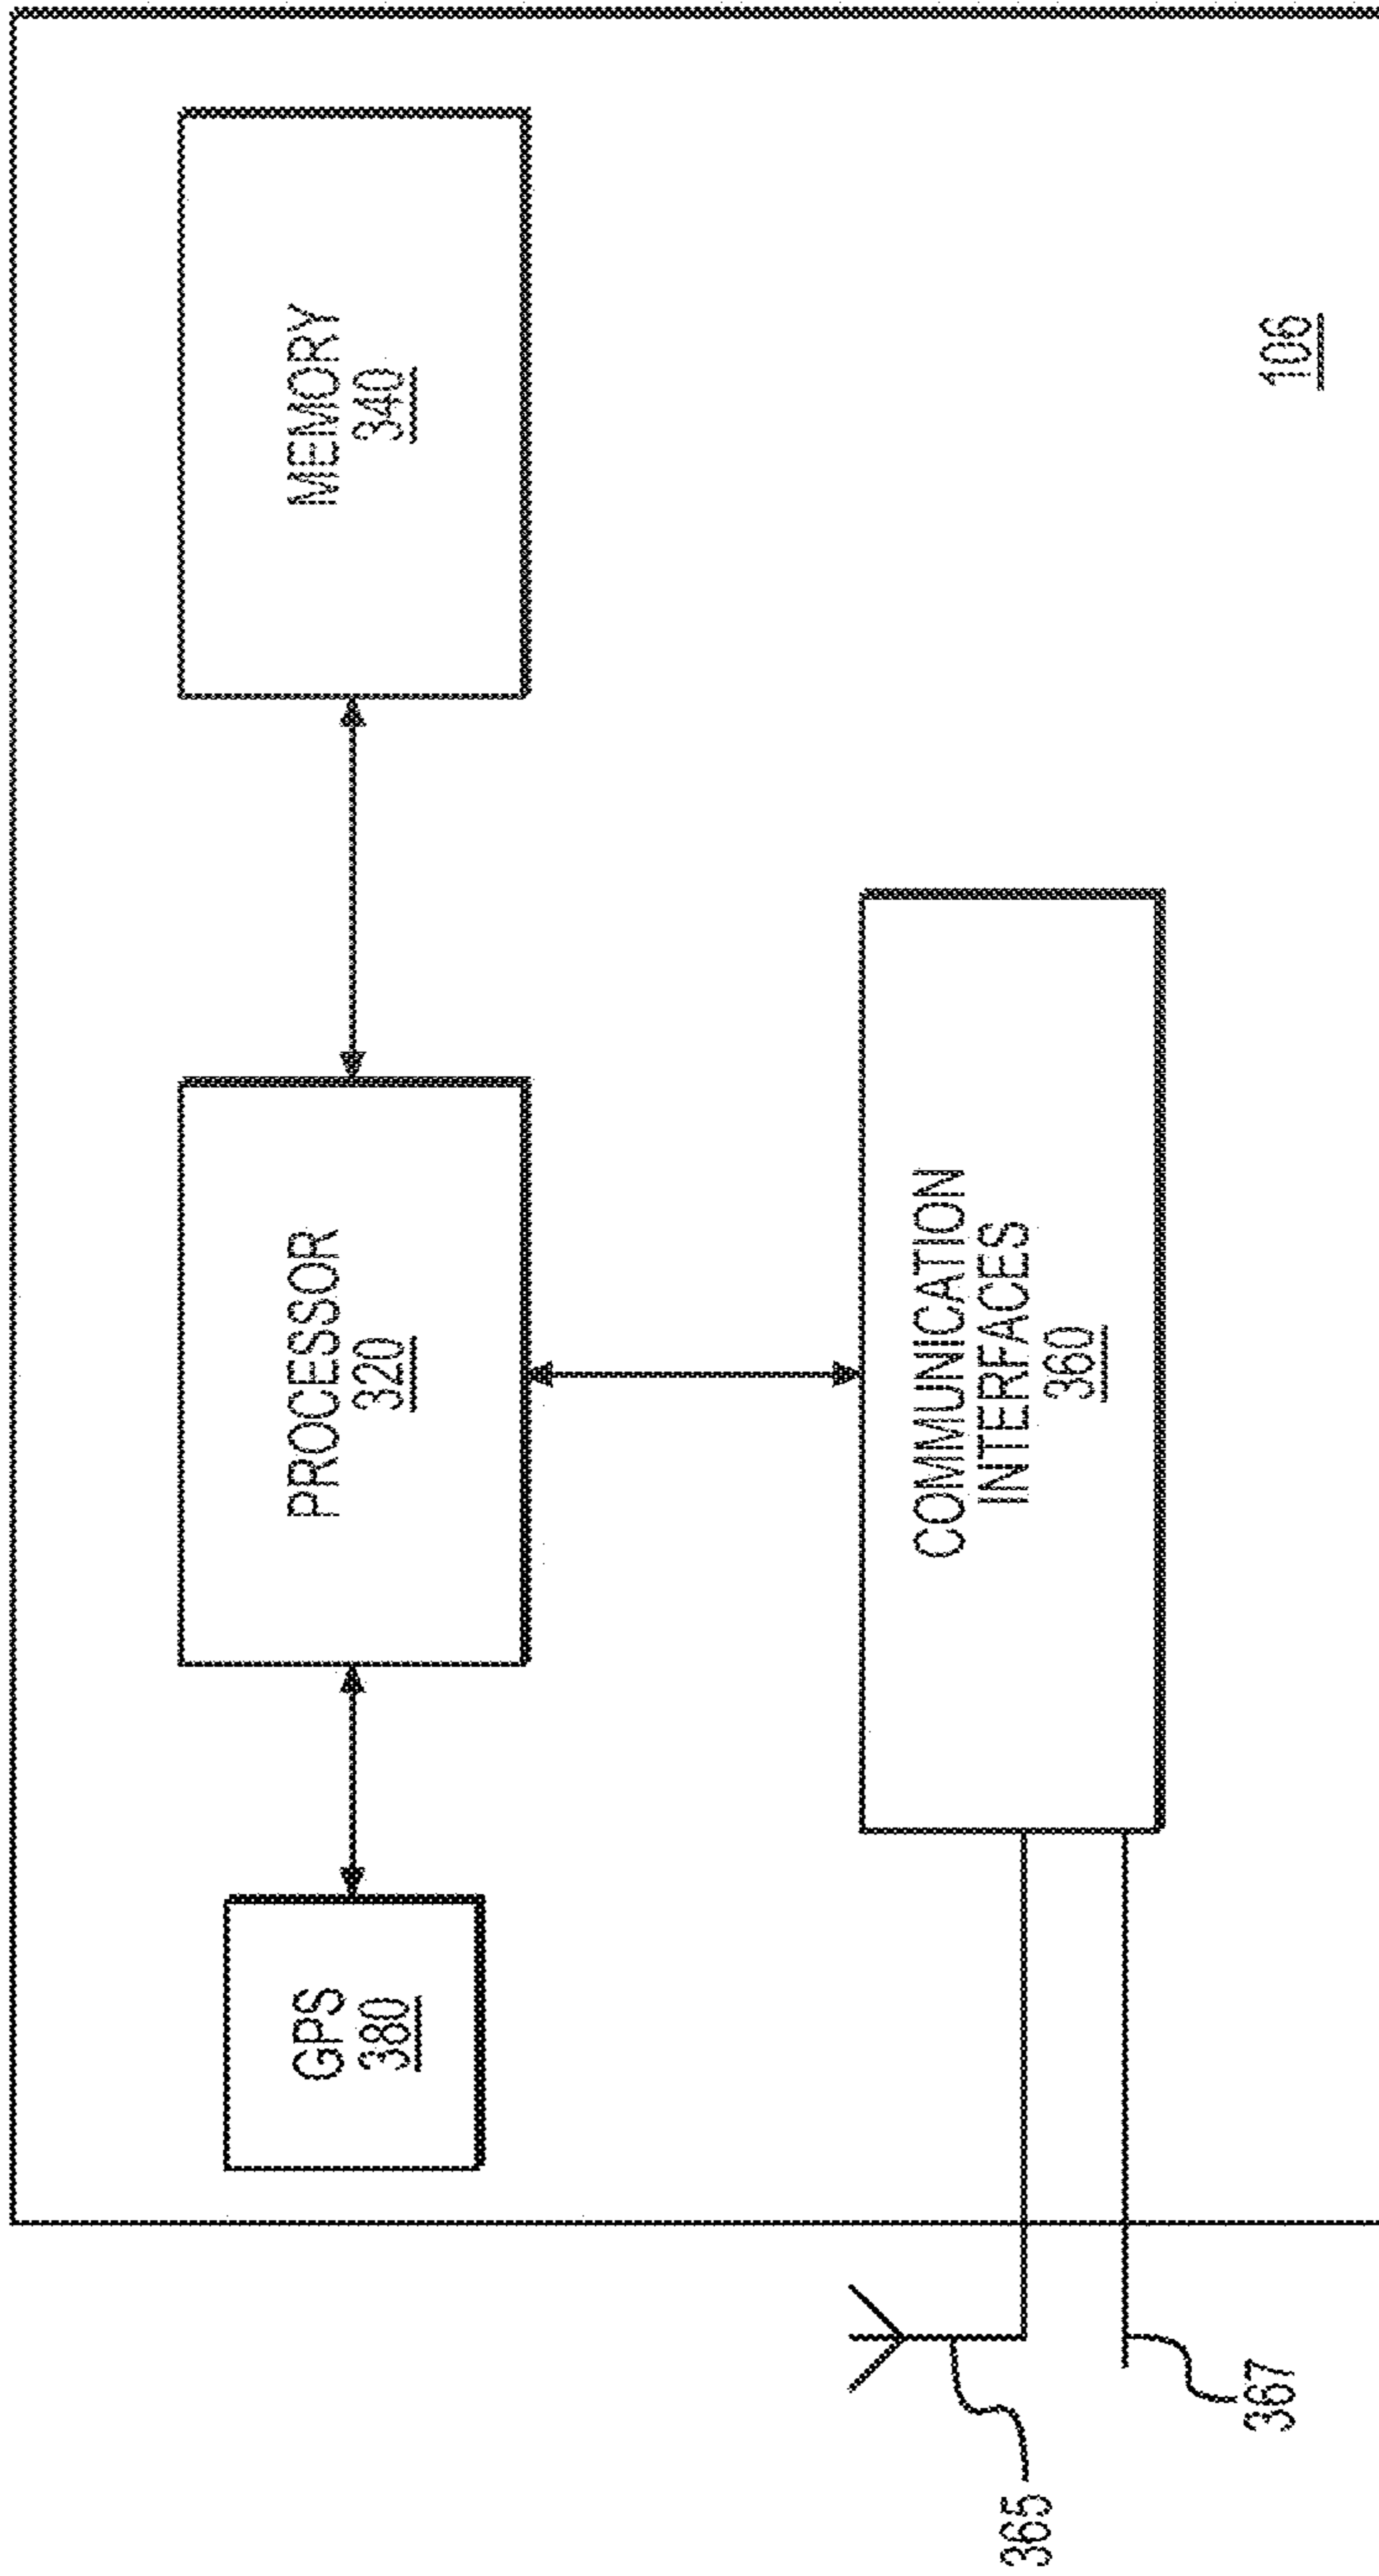 GPS
380
PROCESSOR
320
MEMORY
340
COMMUNICATION
INTERFACES
360
106
365
367